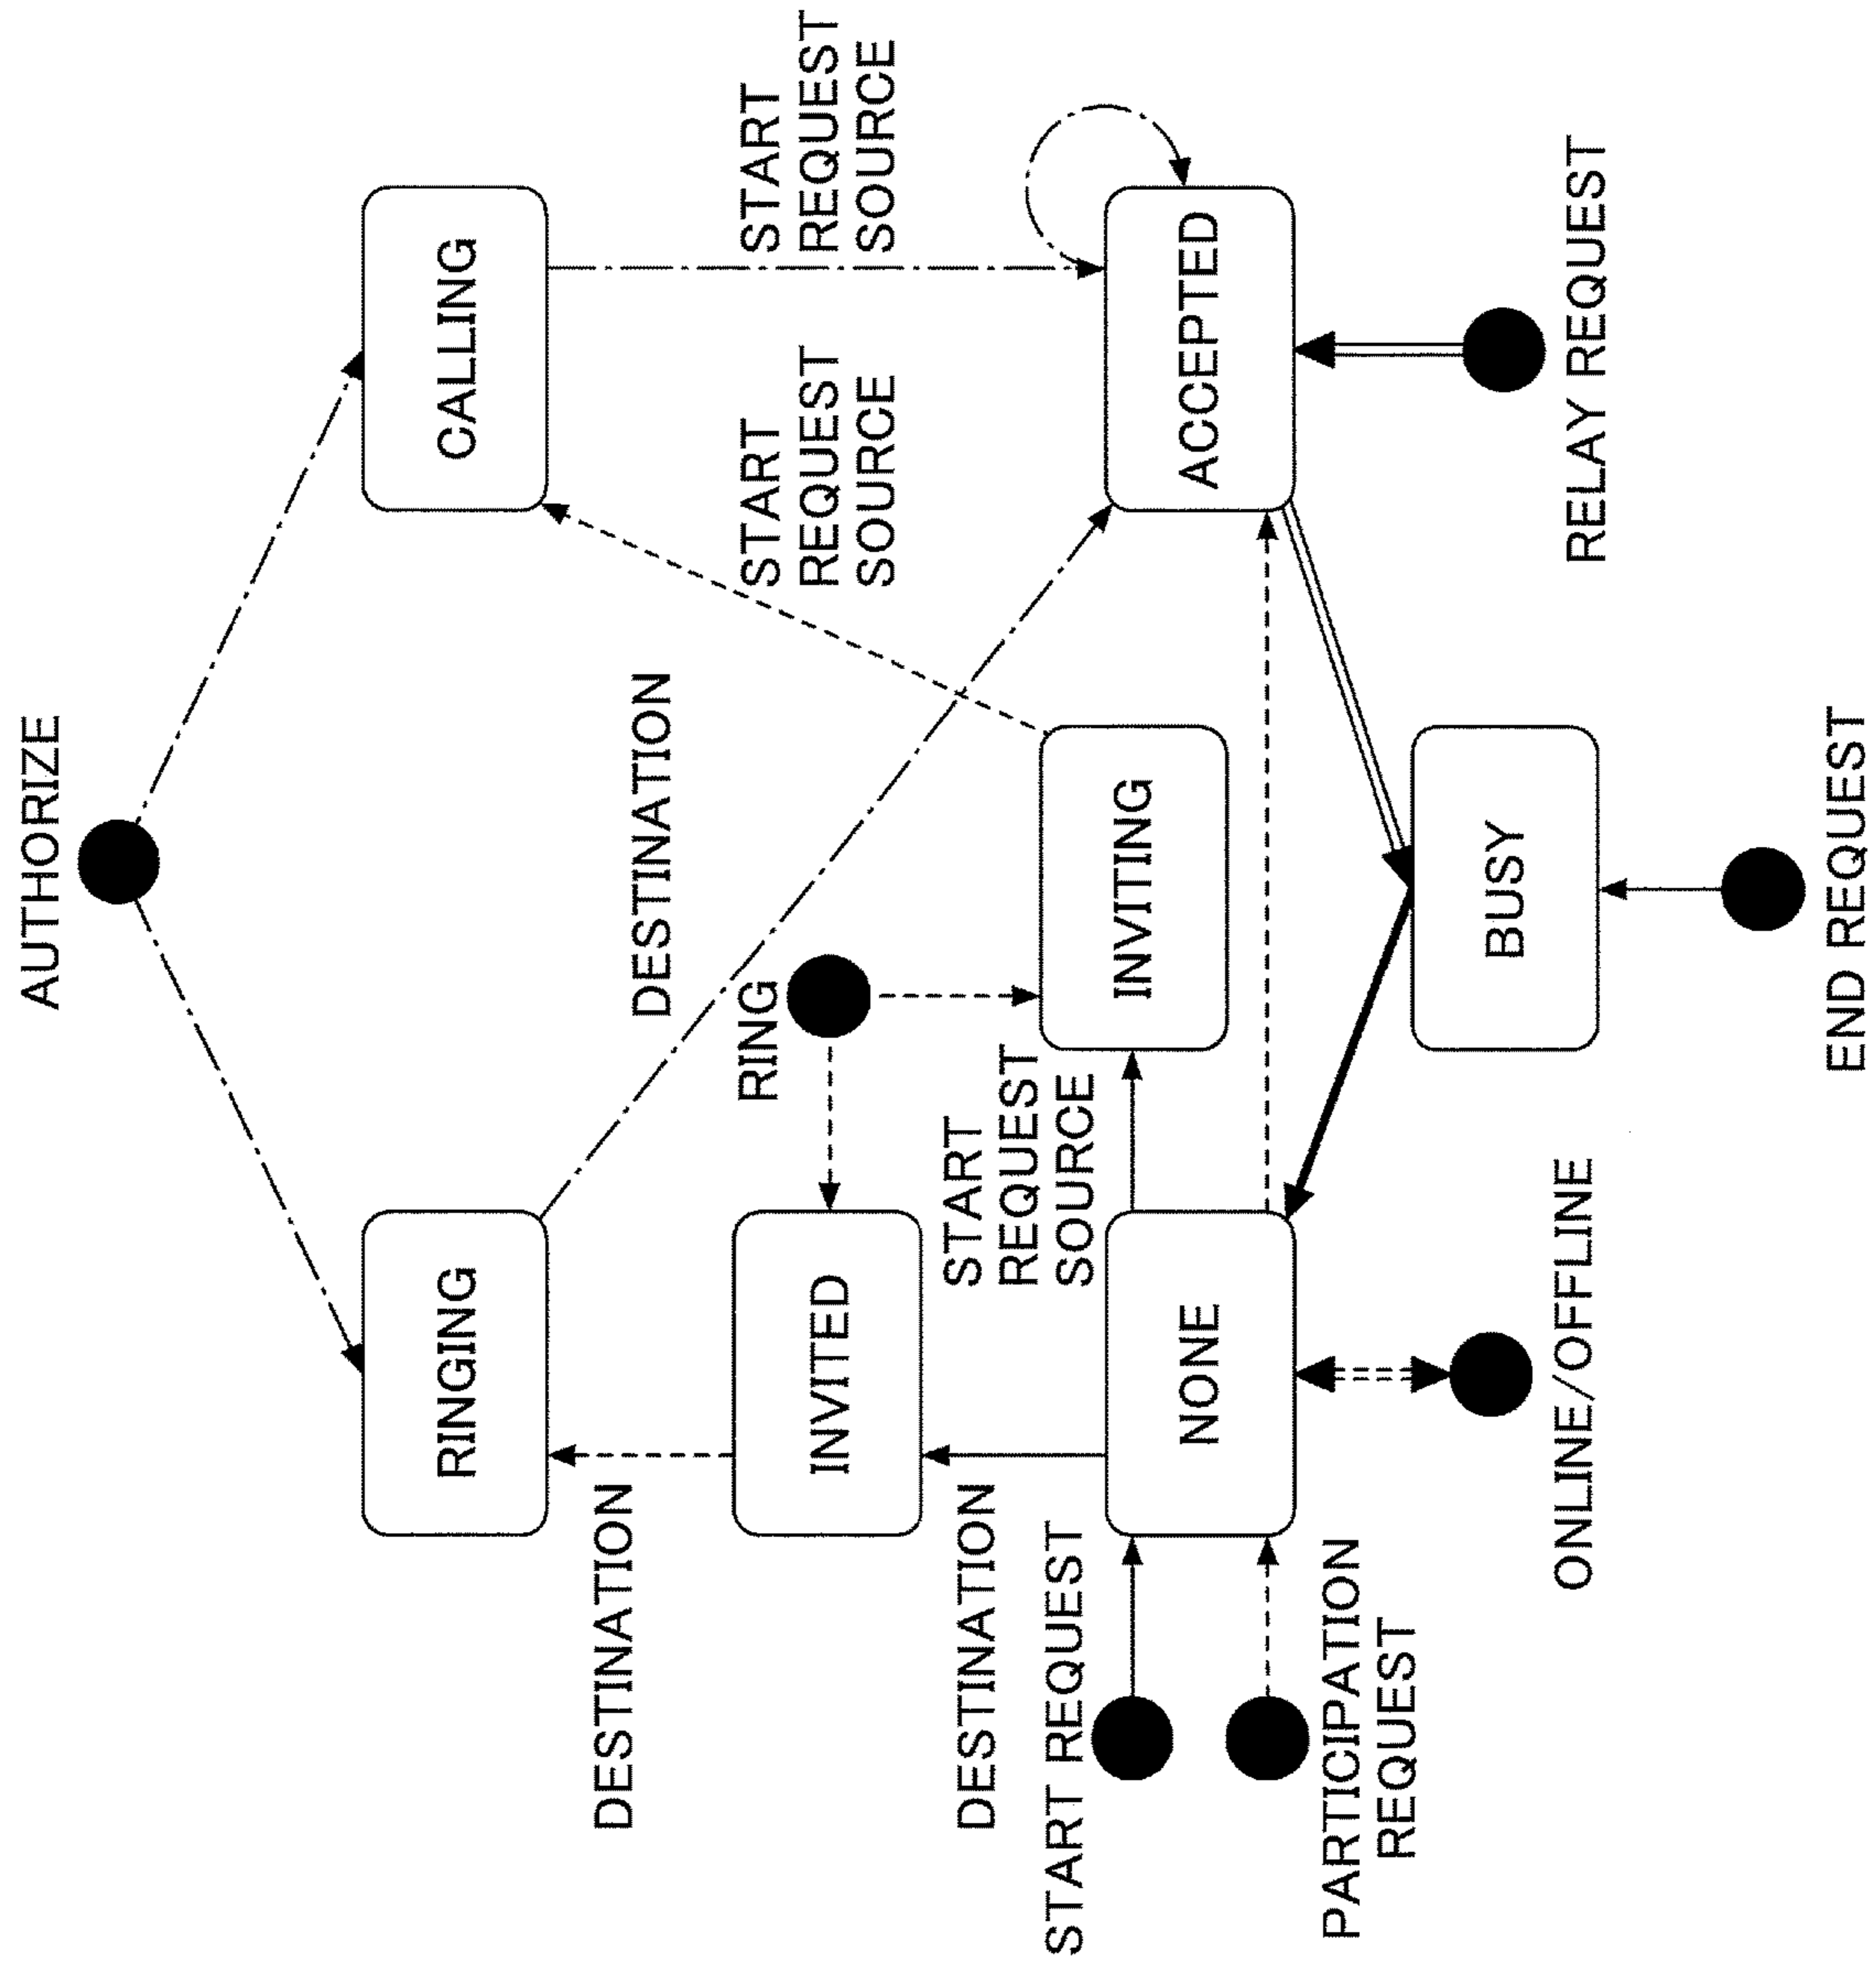 AUTHORIZE
RINGING
CALLING
DESTINATION
DESTINATION
START
REQUEST
SOURCE
START
REQUEST
SOURCE
INVITED
RING
DESTINATION
START
REQUEST
SOURCE
INVITING
START REQUEST
NONE
ACCEPTED
PARTICIPATION
REQUEST
BUSY
ONLINE/OFFLINE
RELAY REQUEST
END REQUEST